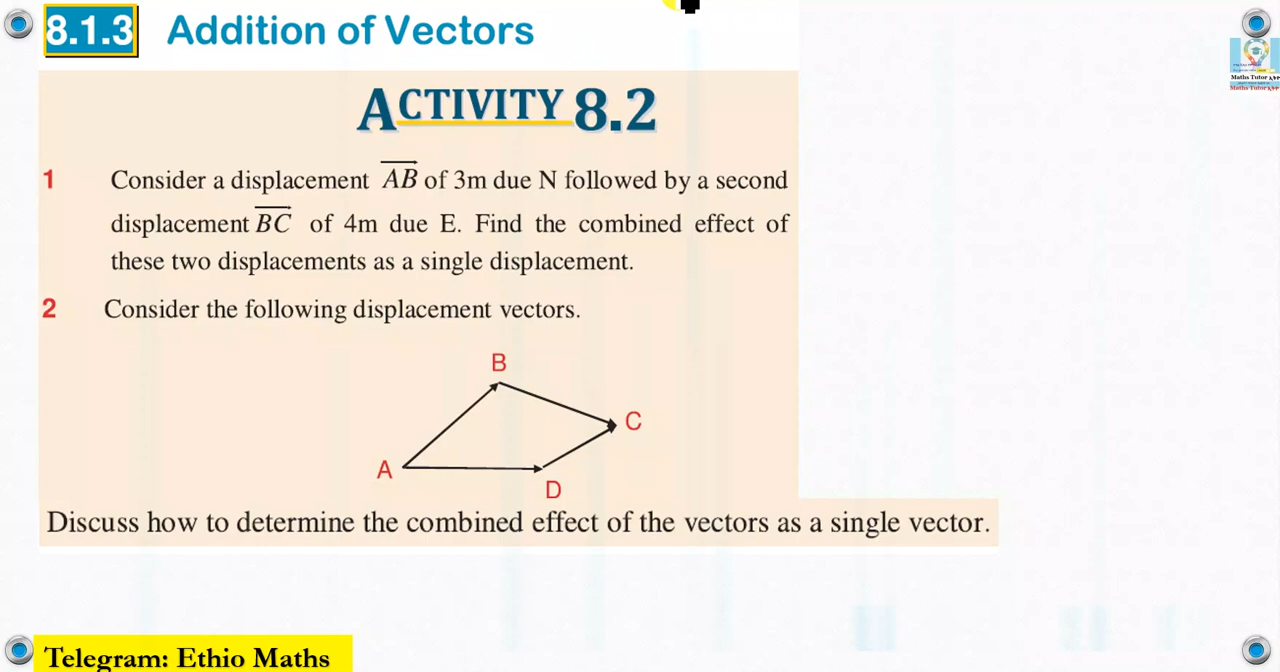 8.1.3 Addition of Vectors
ACTIVITY 8.2
1 Consider a displacement AB of 3m due N followed by a second
displacement BC of 4m due E. Find the combined effect of
these two displacements as a single displacement.
2 Consider the following displacement vectors.
B
C
A
D
Discuss how to determine the combined effect of the vectors as a single vector.
Telegram: Ethio Maths